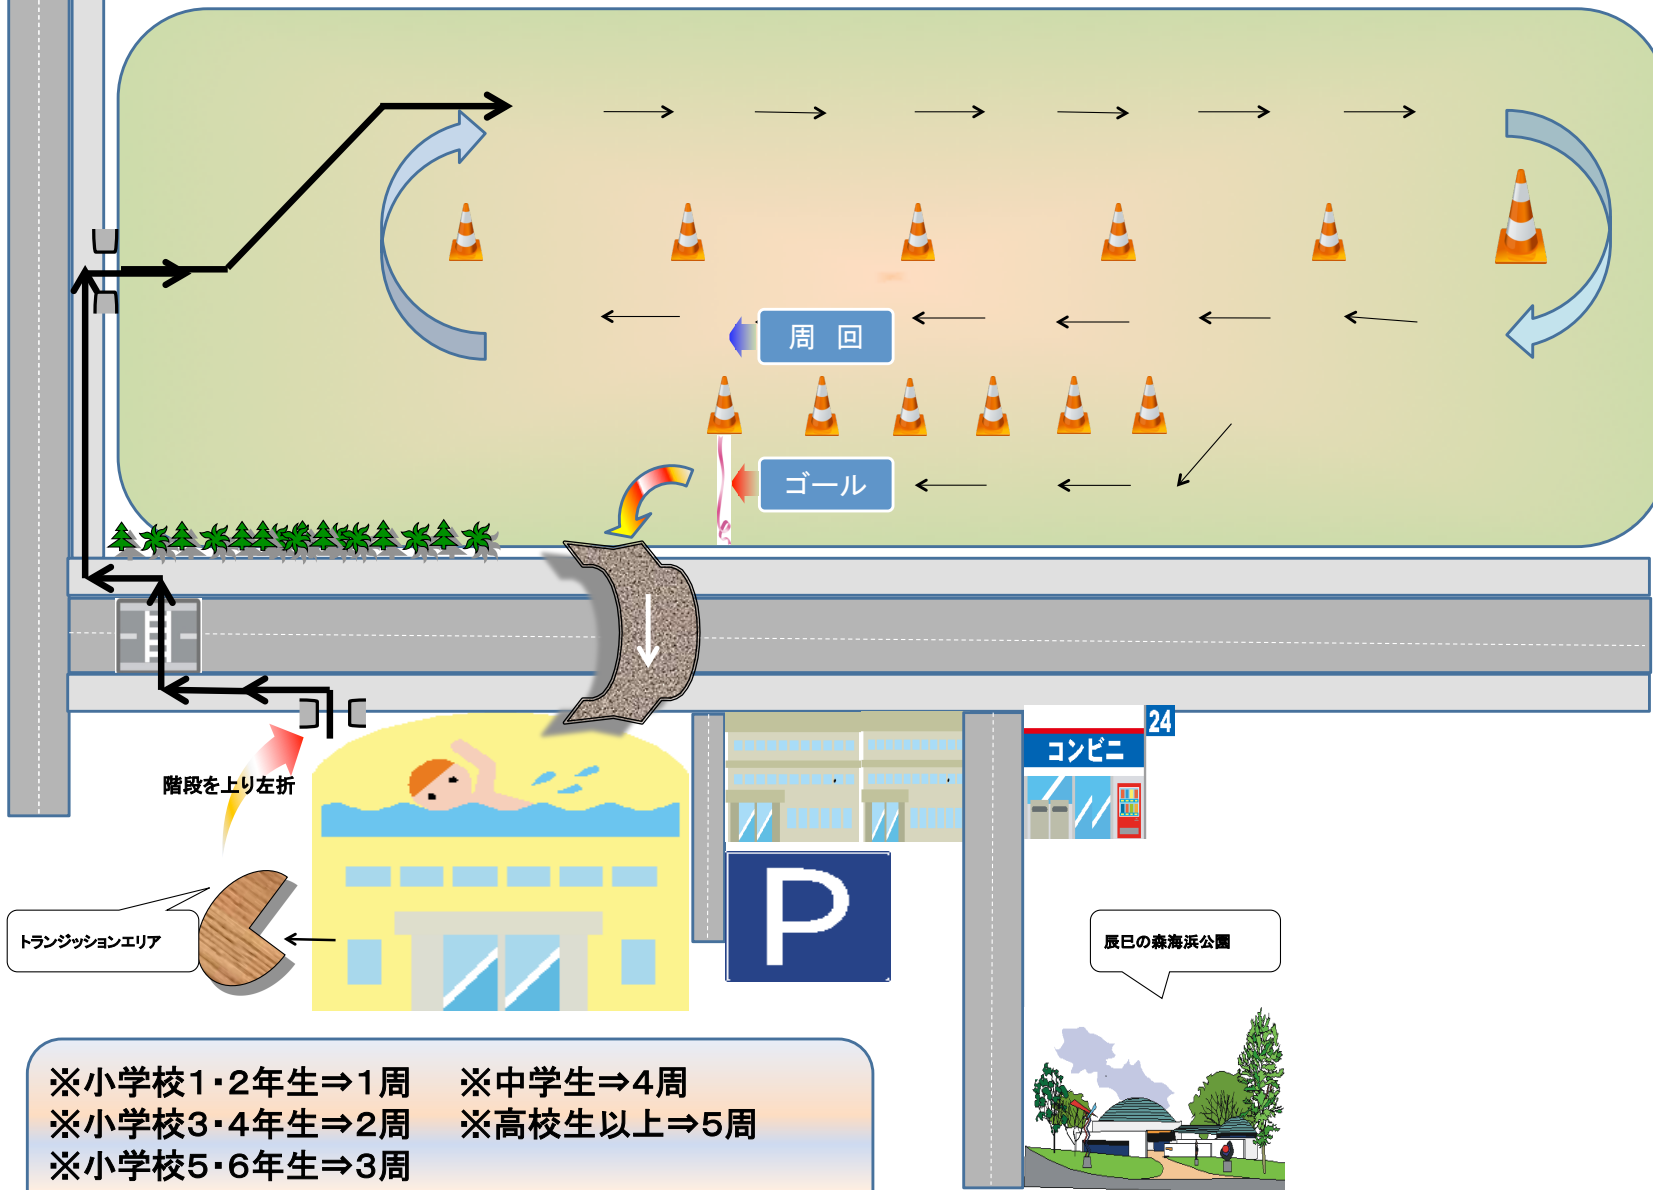 周　回
ゴール
階段を上り左折
24
コンビニ
P
トランジッションエリア
辰巳の森海浜公園
※小学校1・2年生⇒1周　※中学生⇒4周
※小学校3・4年生⇒2周　※高校生以上⇒5周
※小学校5・6年生⇒3周